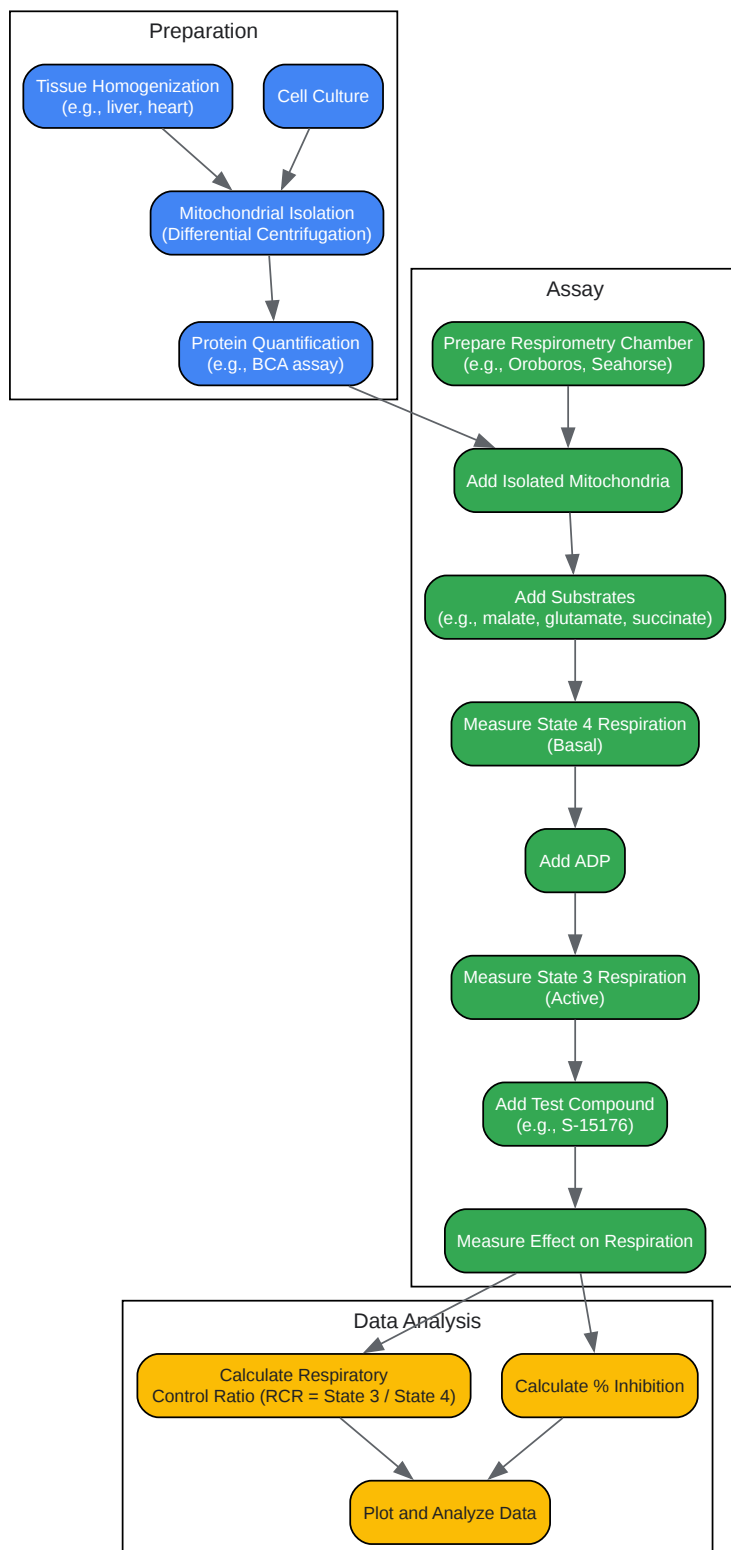 Preparation
Tissue Homogenization
(e.g., liver, heart)
Cell Culture
Mitochondrial Isolation
(Differential Centrifugation)
Protein Quantification
(e.g., BCA assay)
Assay
Prepare Respirometry Chamber
(e.g., Oroboros, Seahorse)
Add Isolated Mitochondria
Add Substrates
(e.g., malate, glutamate, succinate)
Measure State 4 Respiration
(Basal)
Add ADP
Measure State 3 Respiration
(Active)
Add Test Compound
(e.g., S-15176)
Measure Effect on Respiration
Data Analysis
Calculate Respiratory
Control Ratio (RCR = State 3 / State 4)
Calculate % Inhibition
Plot and Analyze Data